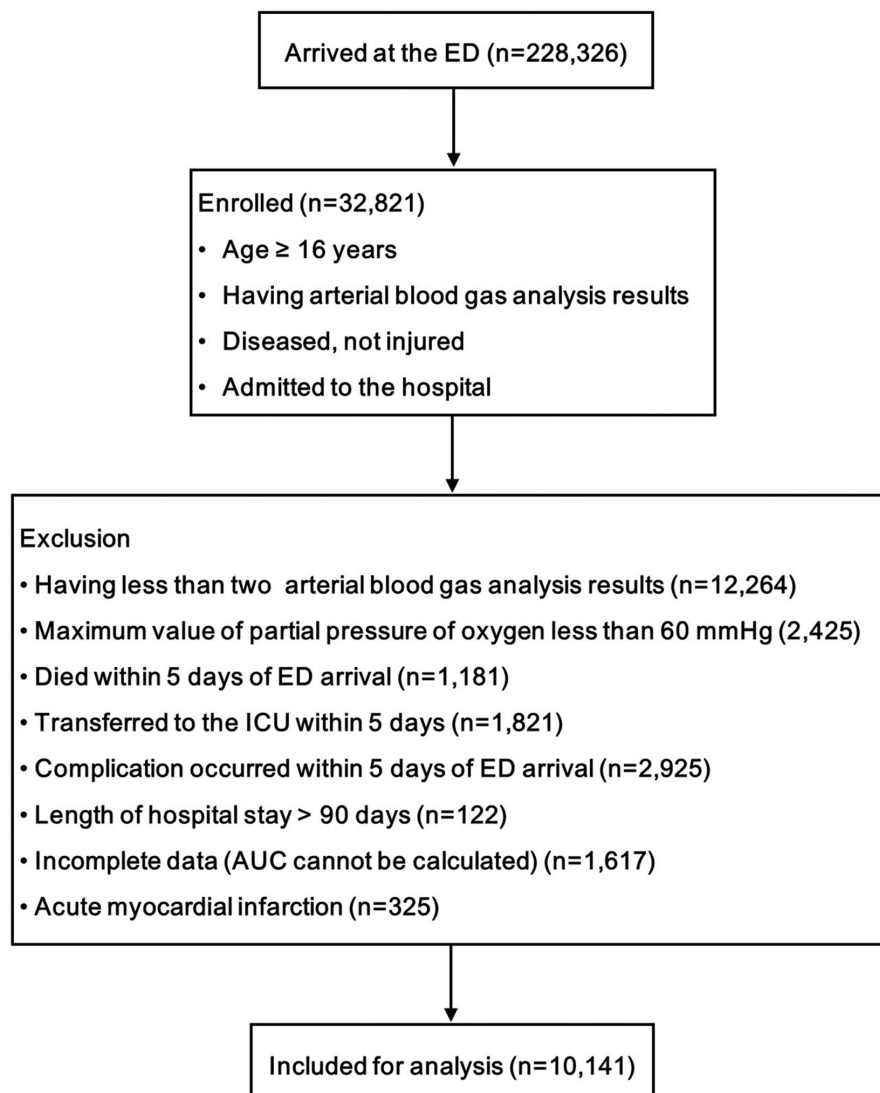 Arrived at the ED (n=228,326)
Enrolled (n=32,821)
• Age ≥ 16 years
• Having arterial blood gas analysis results
• Diseased, not injured
• Admitted to the hospital
Exclusion
• Having less than two  arterial blood gas analysis results (n=12,264)
• Maximum value of partial pressure of oxygen less than 60 mmHg (2,425)
• Died within 5 days of ED arrival (n=1,181)
• Transferred to the ICU within 5 days (n=1,821)
• Complication occurred within 5 days of ED arrival (n=2,925)
• Length of hospital stay > 90 days (n=122)
• Incomplete data (AUC cannot be calculated) (n=1,617)
• Acute myocardial infarction (n=325)
Included for analysis (n=10,141)